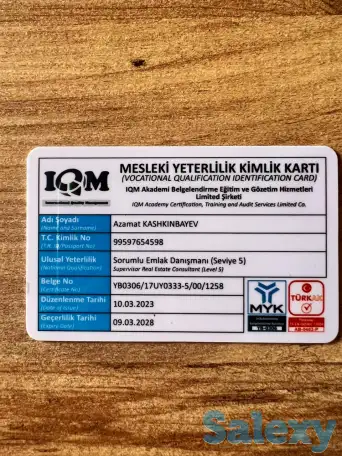 IQM
MESLEKİ YETERLİLİK KİMLİK KARTI
(VOCATIONAL QUALIFICATION IDENTIFICATION CARD)
IQM Akademi Belgelendirme Eğitim ve Gözetim Hizmetleri
Limited Şirketi
IQM Academy Certification, Training and Audit Services Limited Co.
Adı Soyadı
(Name and Surname)
Azamat KASHKINBAYEV
T.C. Kimlik No
99597654598
Ulusal Yeterlilik
(National Qualification)
Sorumlu Emlak Danışmanı (Seviye 5)
Supervisor Real Estate Consultant (Level 5)
Belge No
YB0306/17UY0333-5/00/1258
Düzenlenme Tarihi
(Date of Issue)
10.03.2023
Geçerlilik Tarihi
(Expiry Date)
09.03.2028
MYK
TÜRKAK
Salexy